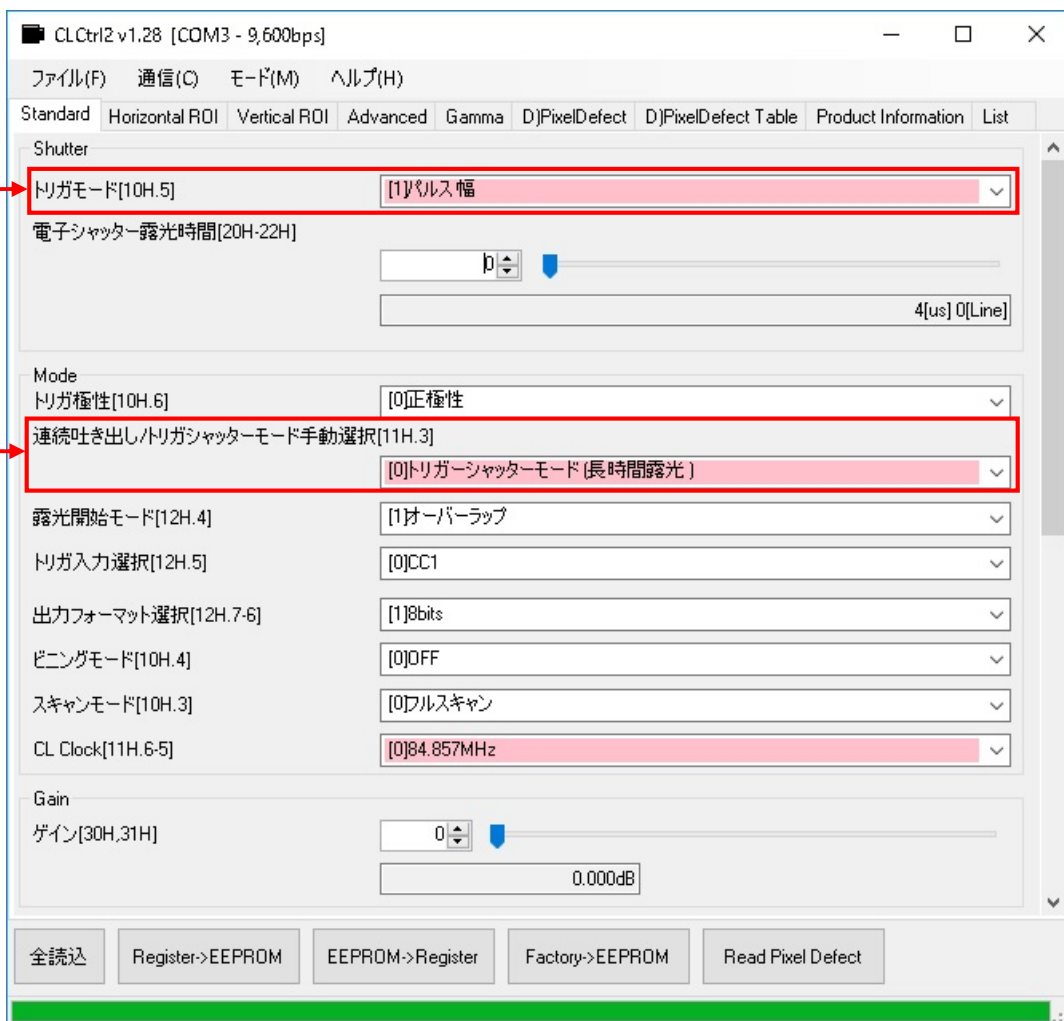 CLCtrl2 v1.28 [COM3 - 9,600bps]
ファイル(F) 通信(C) モード(M) ヘルプ(H)
Standard Horizontal ROI Vertical ROI Advanced Gamma D)PixelDefect D)PixelDefect Table Product Information List
Shutter
トリガモード[10H.5] [1]パルス幅
電子シャッター露光時間[20H-22H]
0
4[us] 0[Line]
Mode
トリガ極性[10H.6] [0]正極性
連続吐き出し/トリガシャッターモード手動選択[11H.3]
[0]トリガーシャッターモード(長時間露光)
露光開始モード[12H.4] [1]オーバーラップ
トリガ入力選択[12H.5] [0]CC1
出力フォーマット選択[12H.7-6] [1]8bits
ビニングモード[10H.4] [0]OFF
スキャンモード[10H.3] [0]フルスキャン
CL Clock[11H.6-5] [0]84.857MHz
Gain
ゲイン[30H,31H] 0
0.000dB
全読込 Register->EEPROM EEPROM->Register Factory->EEPROM Read Pixel Defect